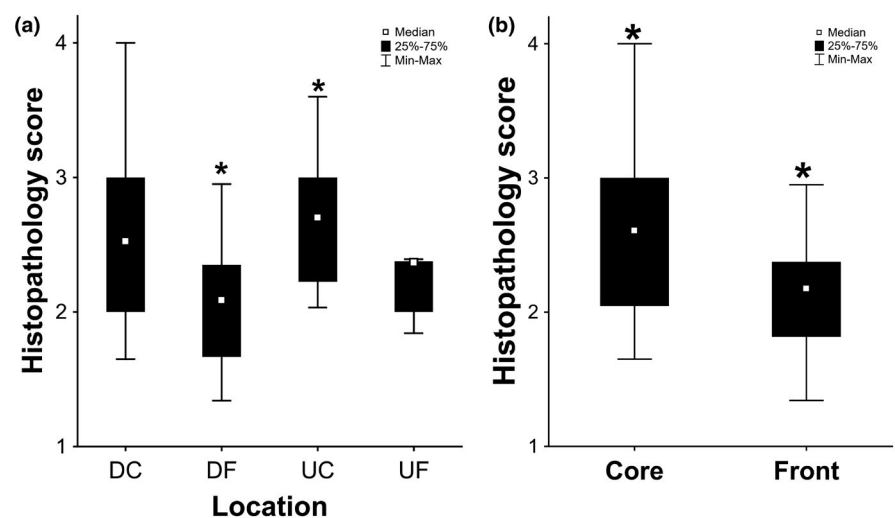 (a)
Histopathology score
4
3
2
1
Median
25%-75%
Min-Max
*
*
DC DF UC UF
Location
(b)
Histopathology score
4
3
2
1
Median
25%-75%
Min-Max
*
*
Core Front